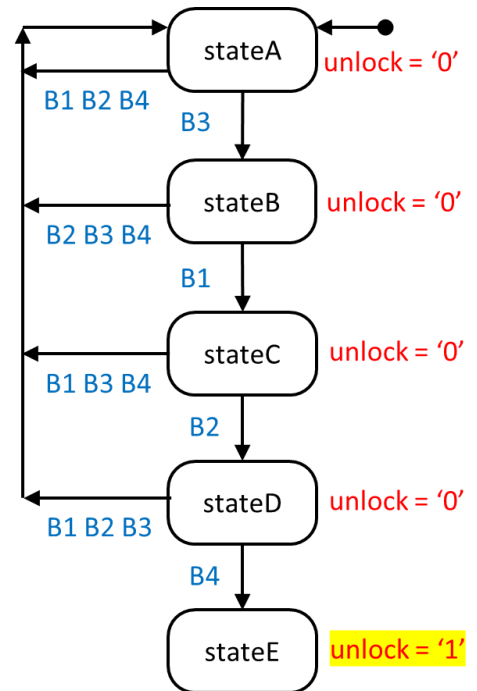 stateA
unlock = ‘0’
B1 B2 B4
B3
stateB
unlock = ‘0’
B2 B3 B4
B1
stateC
unlock = ‘0’
B1 B3 B4
B2
stateD
unlock = ‘0’
B1 B2 B3
B4
stateE
unlock = ‘1’